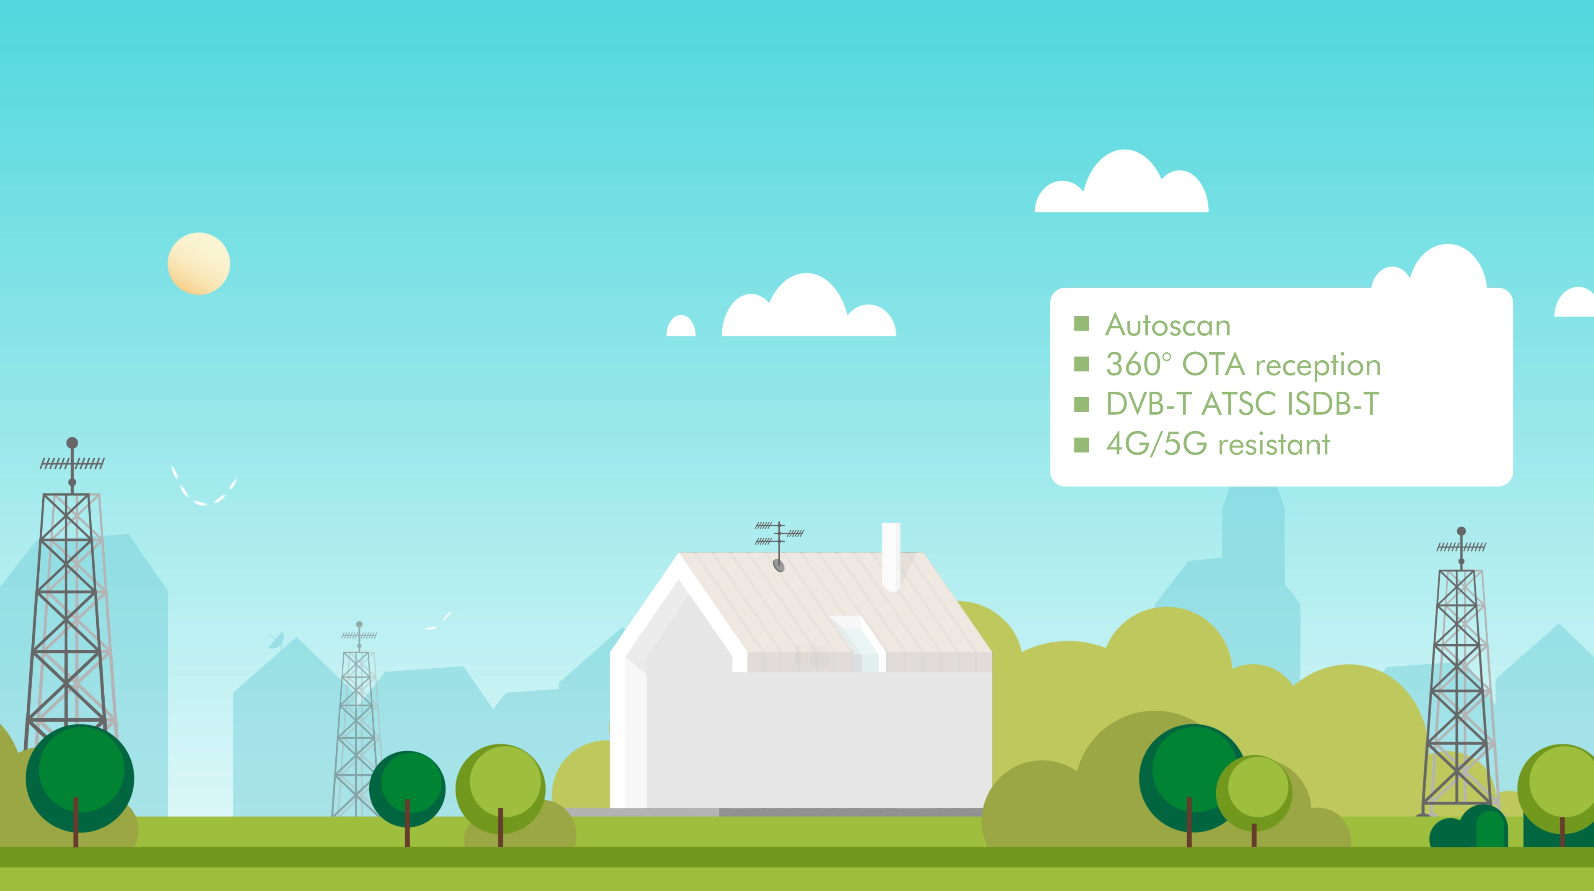 Autoscan
360° OTA reception
DVB-T ATSC ISDB-T
4G/5G resistant